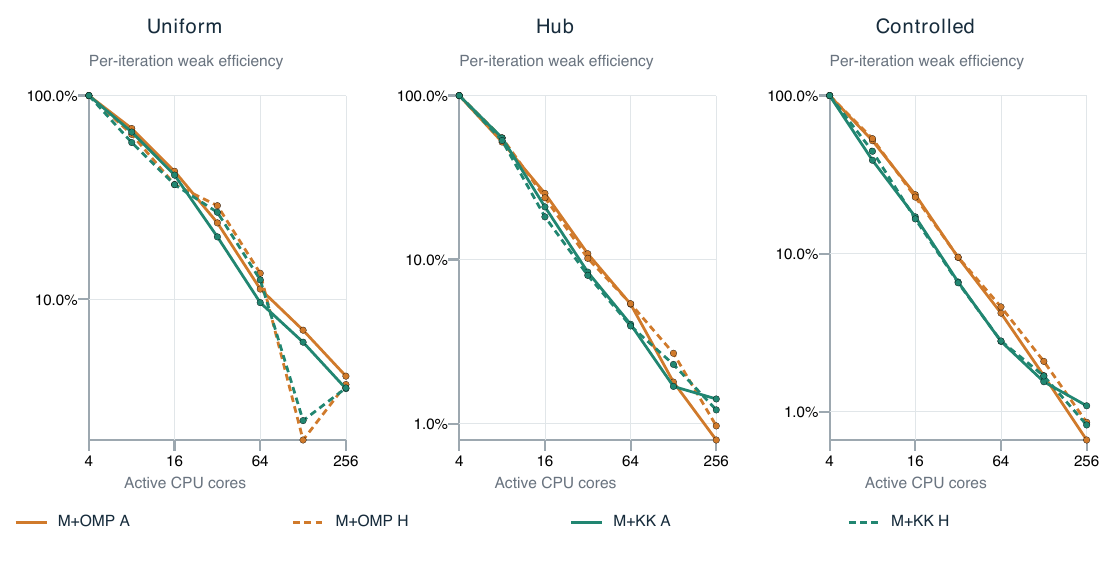 Uniform Hub Controlled
Per-iteration weak efficiency Per-iteration weak efficiency Per-iteration weak efficiency
100.0% 100.0% 100.0%
10.0%
10.0%
10.0%
1.0%
1.0%
4 16 64 256 4 16 64 256 4 16 64 256
Active CPU cores Active CPU cores Active CPU cores
M+OMP A M+OMP H M+KK A M+KK H